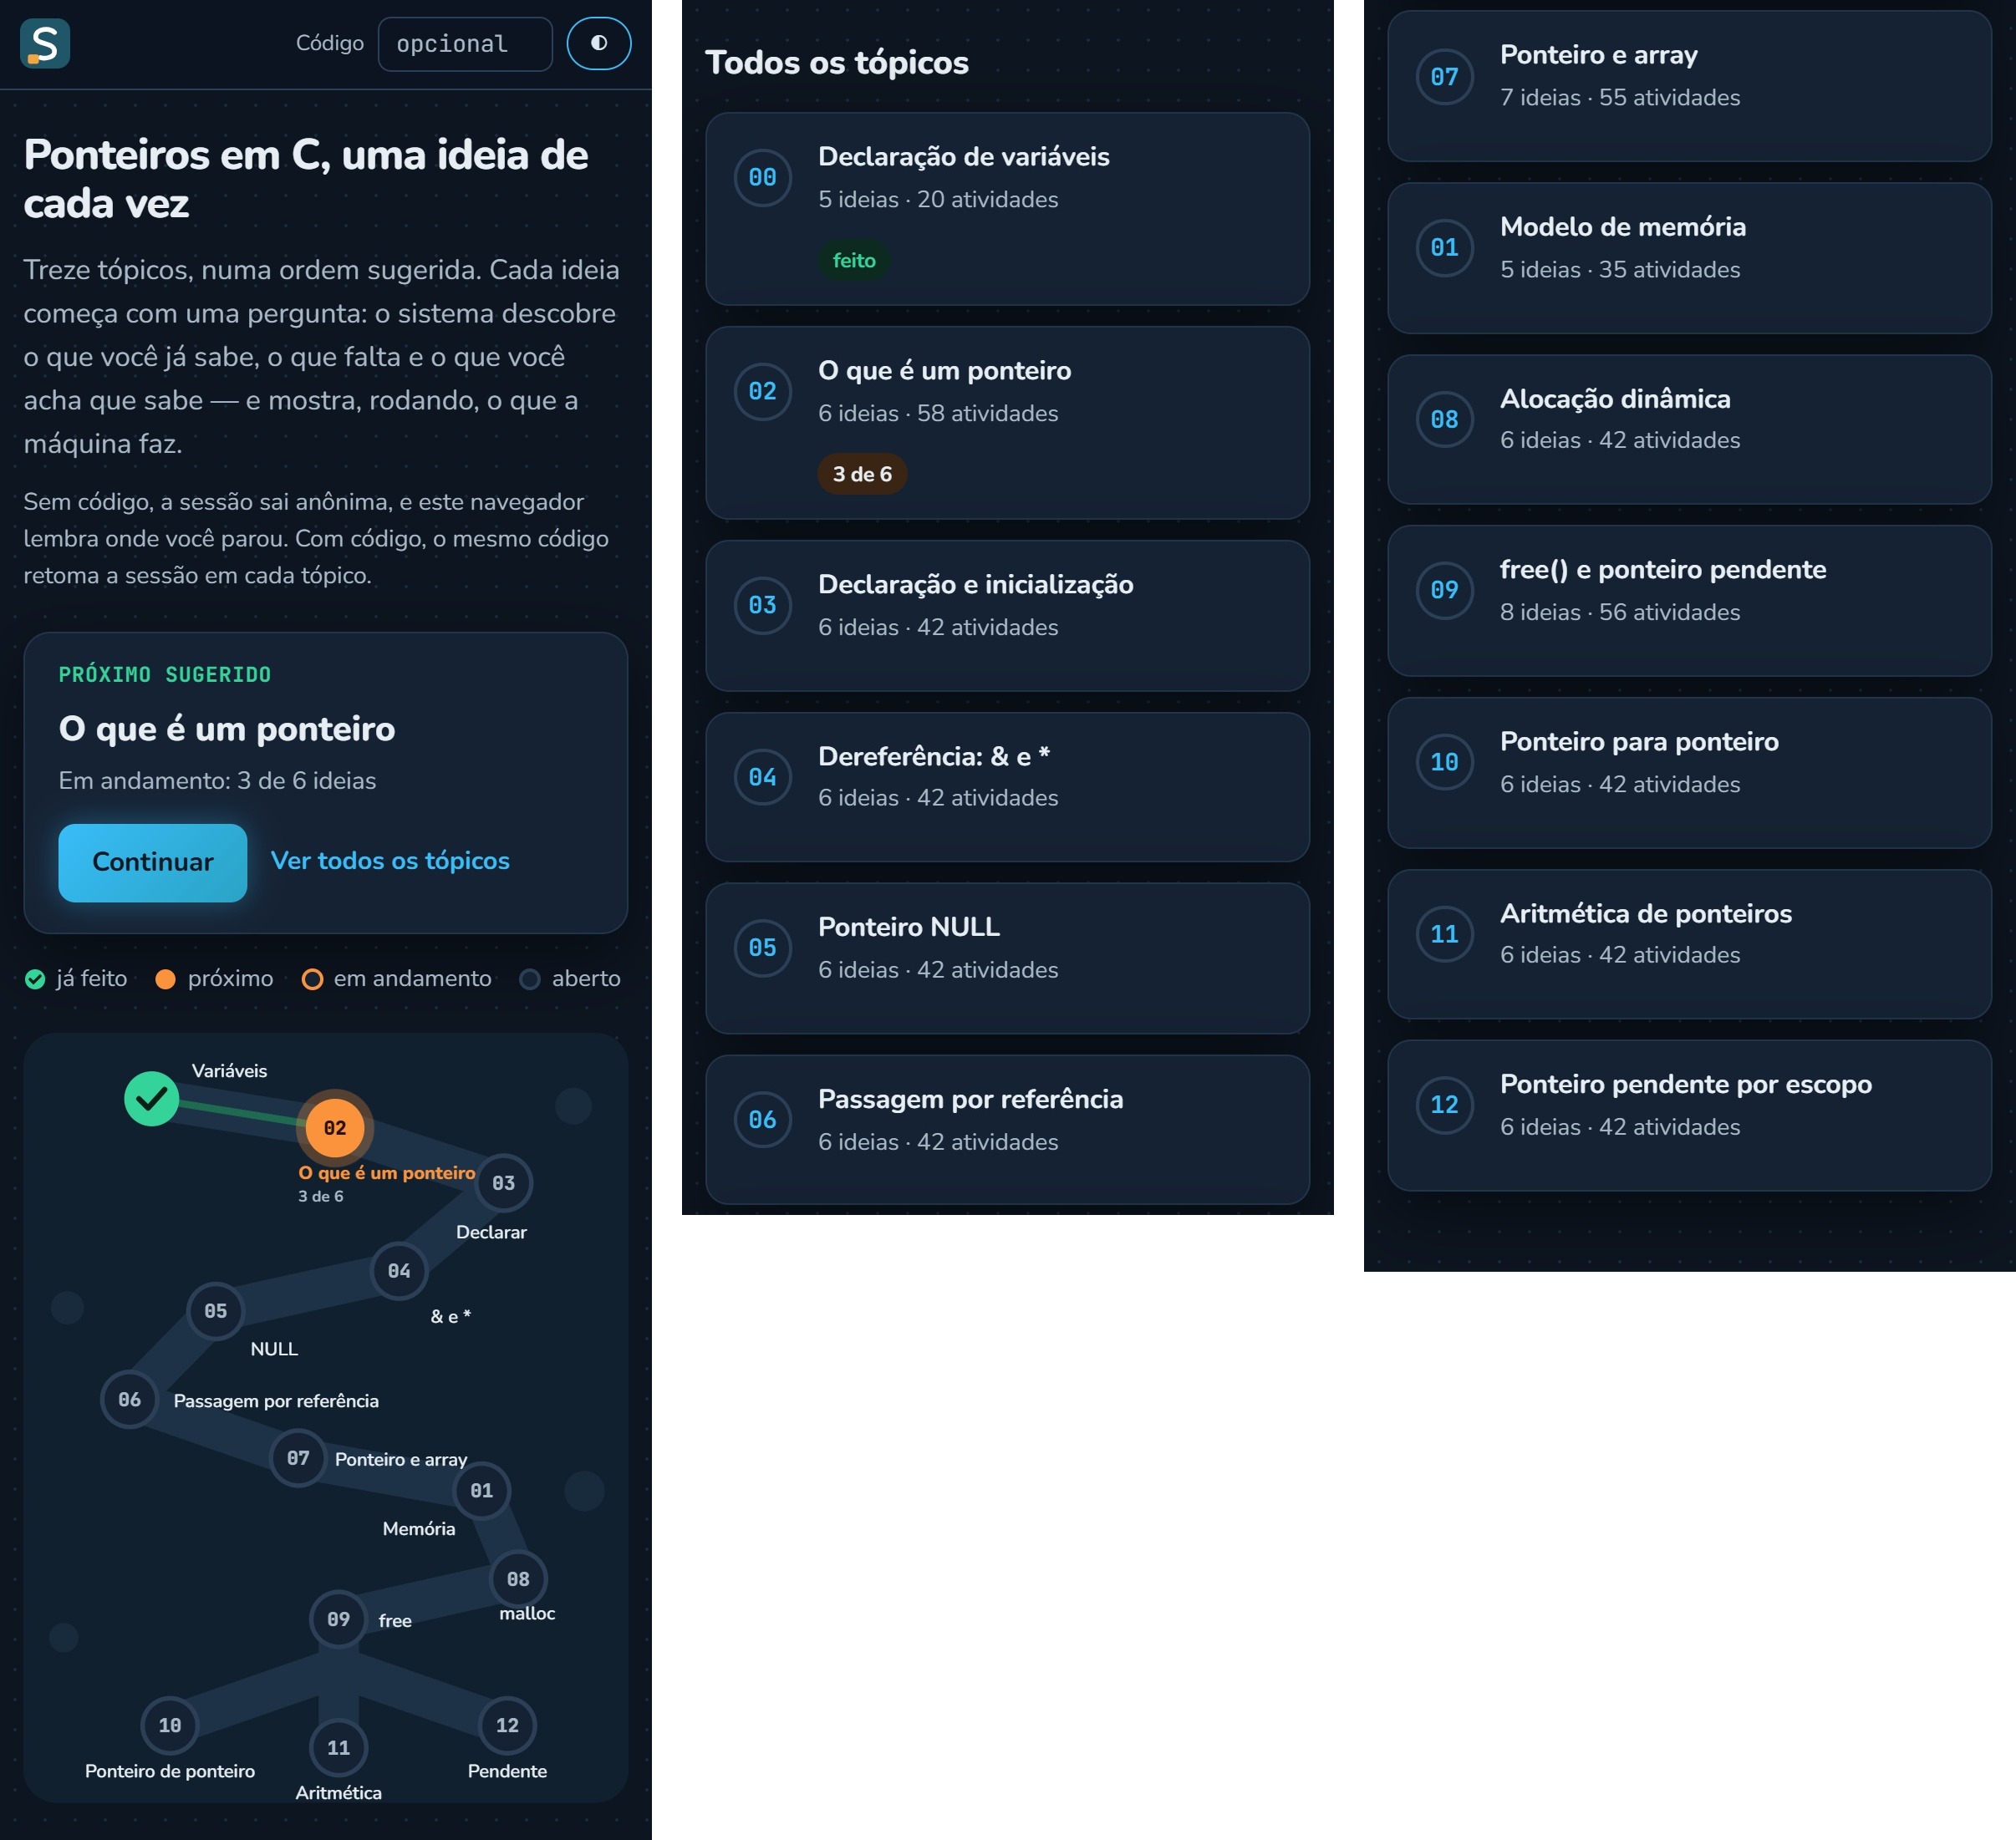 S
Código
opcional
Ponteiros em C, uma ideia de
cada vez
Treze tópicos, numa ordem sugerida. Cada ideia
começa com uma pergunta: o sistema descobre
o que você já sabe, o que falta e o que você
acha que sabe — e mostra, rodando, o que a
máquina faz.
Sem código, a sessão sai anônima, e este navegador
lembra onde você parou. Com código, o mesmo código
retoma a sessão em cada tópico.
PRÓXIMO SUGERIDO
O que é um ponteiro
Em andamento: 3 de 6 ideias
Continuar
Ver todos os tópicos
já feito
próximo
em andamento
aberto
Variáveis
02
O que é um ponteiro
3 de 6
03
Declarar
04
& e *
05
NULL
06
Passagem por referência
07
Ponteiro e array
01
Memória
08
malloc
09
free
10
Ponteiro de ponteiro
11
Aritmética
12
Pendente
Todos os tópicos
00
Declaração de variáveis
5 ideias · 20 atividades
feito
02
O que é um ponteiro
6 ideias · 58 atividades
3 de 6
03
Declaração e inicialização
6 ideias · 42 atividades
04
Dereferência: & e *
6 ideias · 42 atividades
05
Ponteiro NULL
6 ideias · 42 atividades
06
Passagem por referência
6 ideias · 42 atividades
07
Ponteiro e array
7 ideias · 55 atividades
01
Modelo de memória
5 ideias · 35 atividades
08
Alocação dinâmica
6 ideias · 42 atividades
09
free() e ponteiro pendente
8 ideias · 56 atividades
10
Ponteiro para ponteiro
6 ideias · 42 atividades
11
Aritmética de ponteiros
6 ideias · 42 atividades
12
Ponteiro pendente por escopo
6 ideias · 42 atividades